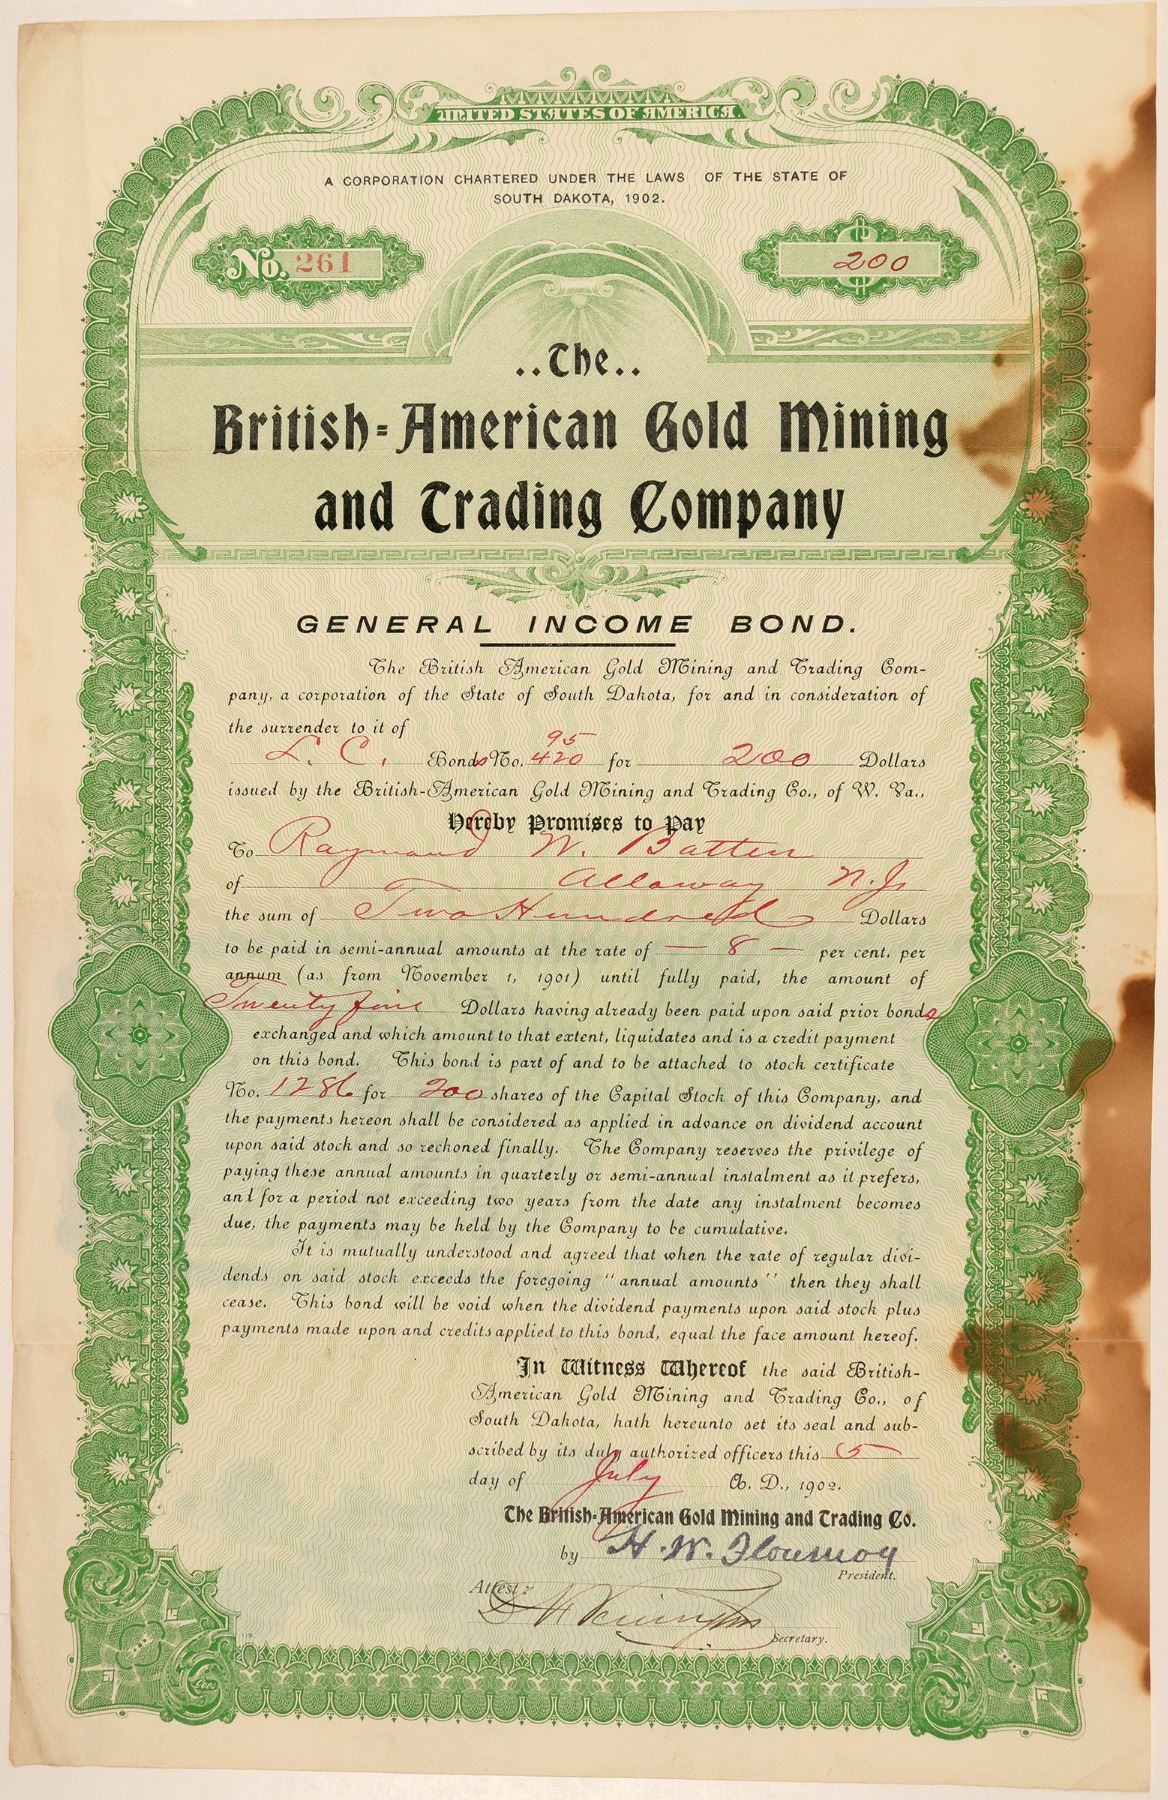 UNITED STATES OF AMERICA.
A CORPORATION CHARTERED UNDER THE LAWS OF THE STATE OF
SOUTH DAKOTA, 1902.
No. 261
$ 200
..The..
British=American Gold Mining
and Trading Company
GENERAL INCOME BOND.
The British American Gold Mining and Trading Com-
pany, a corporation of the State of South Dakota, for and in consideration of
the surrender to it of
95
L. C. Bonds No. 420 for 200 Dollars
issued by the British-American Gold Mining and Trading Co., of W. Va.,
Hereby Promises to Pay
To Raymond W. Batten
of Alloway N.J.
the sum of Two Hundred Dollars
to be paid in semi-annual amounts at the rate of — 8 — per cent. per
annum (as from November 1, 1901) until fully paid, the amount of
Twenty five Dollars having already been paid upon said prior bonds
exchanged and which amount to that extent, liquidates and is a credit payment
on this bond. This bond is part of and to be attached to stock certificate
No. 1286 for 200 shares of the Capital Stock of this Company, and
the payments hereon shall be considered as applied in advance on dividend account
upon said stock and so reckoned finally. The Company reserves the privilege of
paying these annual amounts in quarterly or semi-annual instalment as it prefers,
and for a period not exceeding two years from the date any instalment becomes
due, the payments may be held by the Company to be cumulative.
It is mutually understood and agreed that when the rate of regular divi-
dends on said stock exceeds the foregoing "annual amounts" then they shall
cease. This bond will be void when the dividend payments upon said stock plus
payments made upon and credits applied to this bond, equal the face amount hereof.
In Witness Whereof the said British-
American Gold Mining and Trading Co., of
South Dakota, hath hereunto set its seal and sub-
scribed by its duly authorized officers this 5
day of July A. D., 1902.
The British-American Gold Mining and Trading Co.
by H. W. Flournoy
President.
Attest:
Secretary.